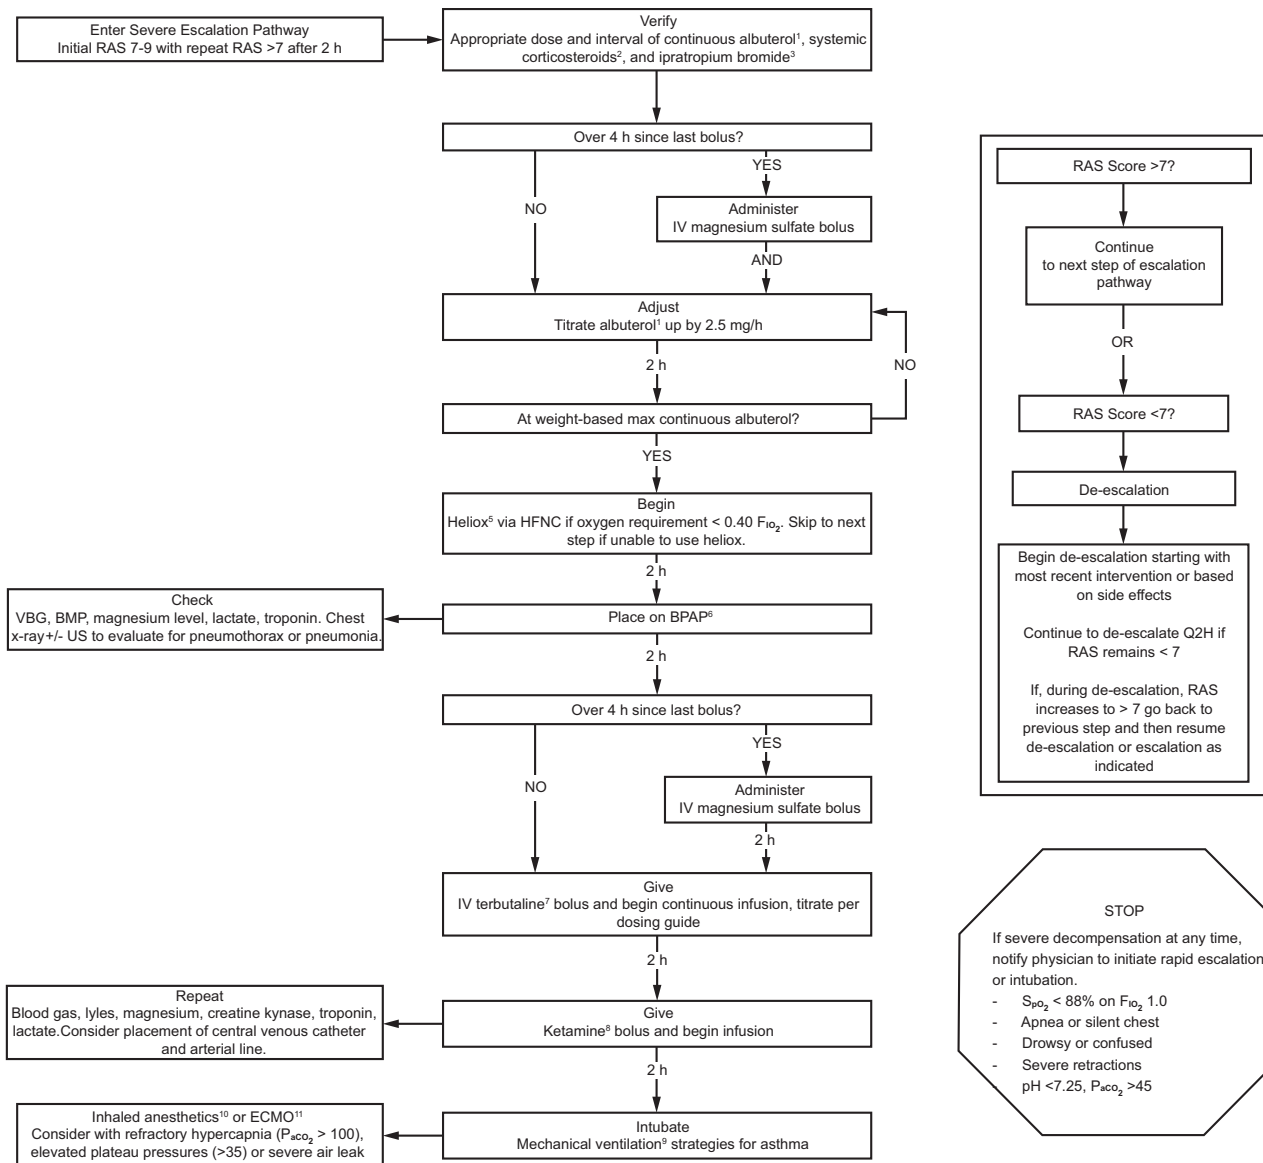 Enter Severe Escalation Pathway
Initial RAS 7-9 with repeat RAS >7 after 2 h
Verify
Appropriate dose and interval of continuous albuterol¹, systemic
corticosteroids², and ipratropium bromide³
Over 4 h since last bolus?
NO
YES
Administer
IV magnesium sulfate bolus
AND
Adjust
Titrate albuterol¹ up by 2.5 mg/h
2 h
NO
At weight-based max continuous albuterol?
YES
Begin
Heliox⁵ via HFNC if oxygen requirement < 0.40 FIO₂. Skip to next
step if unable to use heliox.
2 h
Check
VBG, BMP, magnesium level, lactate, troponin. Chest
x-ray+/- US to evaluate for pneumothorax or pneumonia.
Place on BPAP⁶
2 h
Over 4 h since last bolus?
NO
YES
Administer
IV magnesium sulfate bolus
2 h
Give
IV terbutaline⁷ bolus and begin continuous infusion, titrate per
dosing guide
2 h
Repeat
Blood gas, lyles, magnesium, creatine kynase, troponin,
lactate.Consider placement of central venous catheter
and arterial line.
Give
Ketamine⁸ bolus and begin infusion
2 h
Inhaled anesthetics¹⁰ or ECMO¹¹
Consider with refractory hypercapnia (PaCO₂ > 100),
elevated plateau pressures (>35) or severe air leak
Intubate
Mechanical ventilation⁹ strategies for asthma
RAS Score >7?
Continue
to next step of escalation
pathway
OR
RAS Score <7?
De-escalation
Begin de-escalation starting with
most recent intervention or based
on side effects
Continue to de-escalate Q2H if
RAS remains < 7
If, during de-escalation, RAS
increases to > 7 go back to
previous step and then resume
de-escalation or escalation as
indicated
STOP
If severe decompensation at any time,
notify physician to initiate rapid escalation
or intubation.
- SpO₂ < 88% on FIO₂ 1.0
- Apnea or silent chest
- Drowsy or confused
- Severe retractions
- pH <7.25, PaCO₂ >45